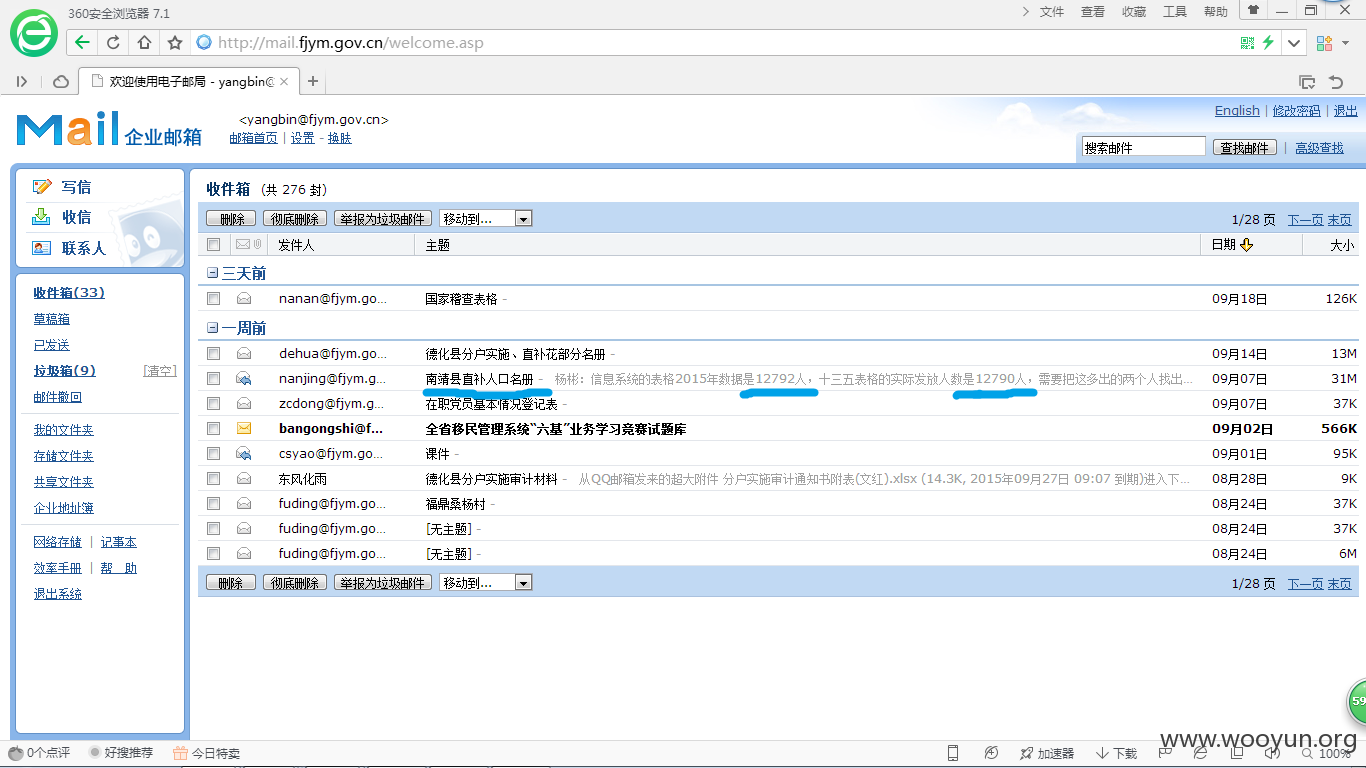 360安全浏览器 7.1
文件 查看 收藏 工具 帮助
http://mail.fjym.gov.cn/welcome.asp
欢迎使用电子邮局 - yangbin@
Mail 企业邮箱
<yangbin@fjym.gov.cn>
邮箱首页 | 设置 - 换肤
English | 修改密码 | 退出
搜索邮件 查找邮件 | 高级查找
写信
收信
联系人
收件箱(33)
草稿箱
已发送
垃圾箱(9) [清空]
邮件撤回
我的文件夹
存储文件夹
共享文件夹
企业地址簿
网络存储 | 记事本
效率手册 | 帮 助
退出系统
收件箱 (共 276 封)
删除 彻底删除 举报为垃圾邮件 移动到... 1/28 页 下一页 末页
发件人 主题 日期 大小
三天前
nanan@fjym.go... 国家稽查表格 - 09月18日 126K
一周前
dehua@fjym.go... 德化县分户实施、直补花部分名册 - 09月14日 13M
nanjing@fjym.g... 南靖县直补人口名册 - 杨彬：信息系统的表格2015年数据是12792人，十三五表格的实际发放人数是12790人，需要把这多出的两个人找出... 09月07日 31M
zcdong@fjym.g... 在职党员基本情况登记表 - 09月07日 37K
bangongshi@f... 全省移民管理系统“六基”业务学习竞赛试题库 09月02日 566K
csyao@fjym.go... 课件 - 09月01日 95K
东风化雨 德化县分户实施审计材料 - 从QQ邮箱发来的超大附件 分户实施审计通知书附表(文红).xlsx (14.3K, 2015年09月27日 09:07 到期)进入下... 08月28日 9K
fuding@fjym.go... 福鼎桑杨村 - 08月24日 37K
fuding@fjym.go... [无主题] - 08月24日 37K
fuding@fjym.go... [无主题] - 08月24日 6M
删除 彻底删除 举报为垃圾邮件 移动到... 1/28 页 下一页 末页
59
www.wooyun.org
0个点评 好搜推荐 今日特卖 加速器 下载 100%